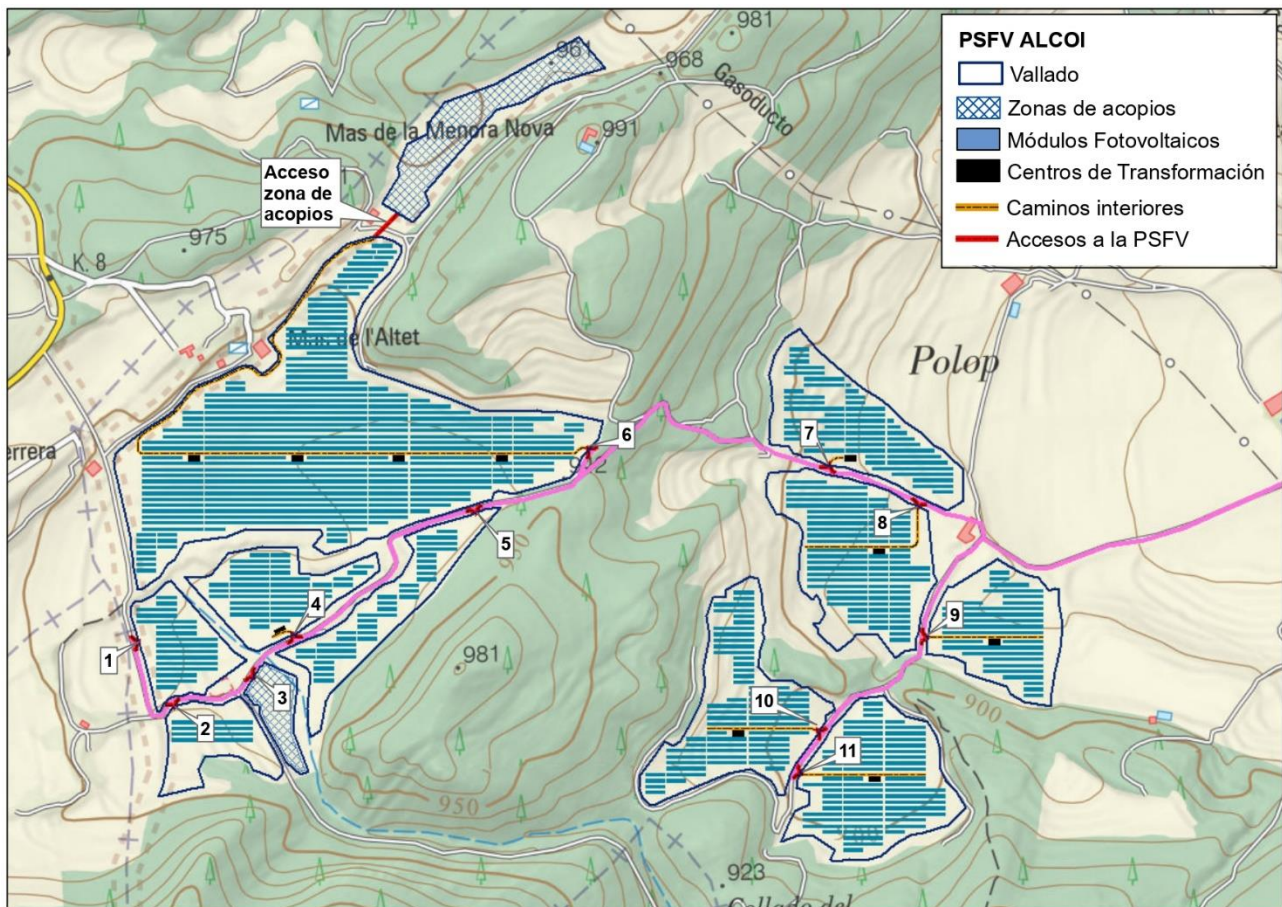 PSFV ALCOI
Vallado
Zonas de acopios
Módulos Fotovoltaicos
Centros de Transformación
Caminos interiores
Accesos a la PSFV
981
961
968
Gasoducto
Mas de la Menora Nova
991
Acceso
zona de
acopios
975
K. 8
Mas de l'Altet
Polop
errera
6
7
5
8
4
9
1
981
3
2
10
900
11
950
923
Collado del